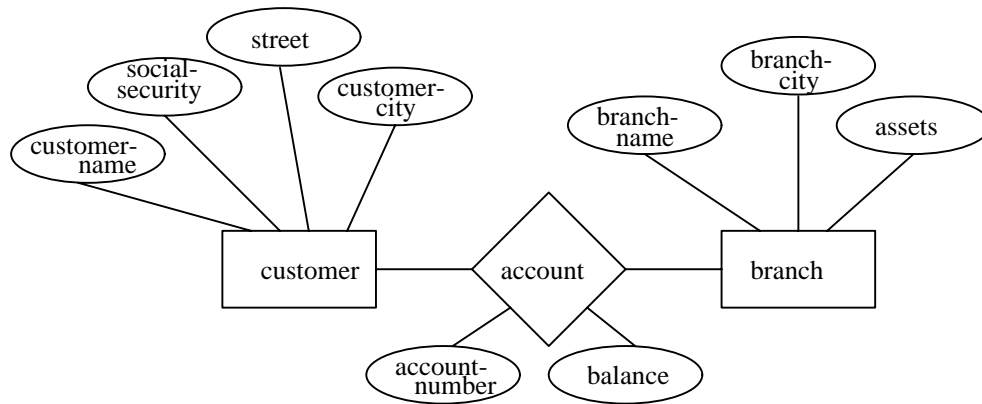 street
social-
security
customer-
city
customer-
name
branch-
city
branch-
name
assets
customer
account
branch
account-
number
balance